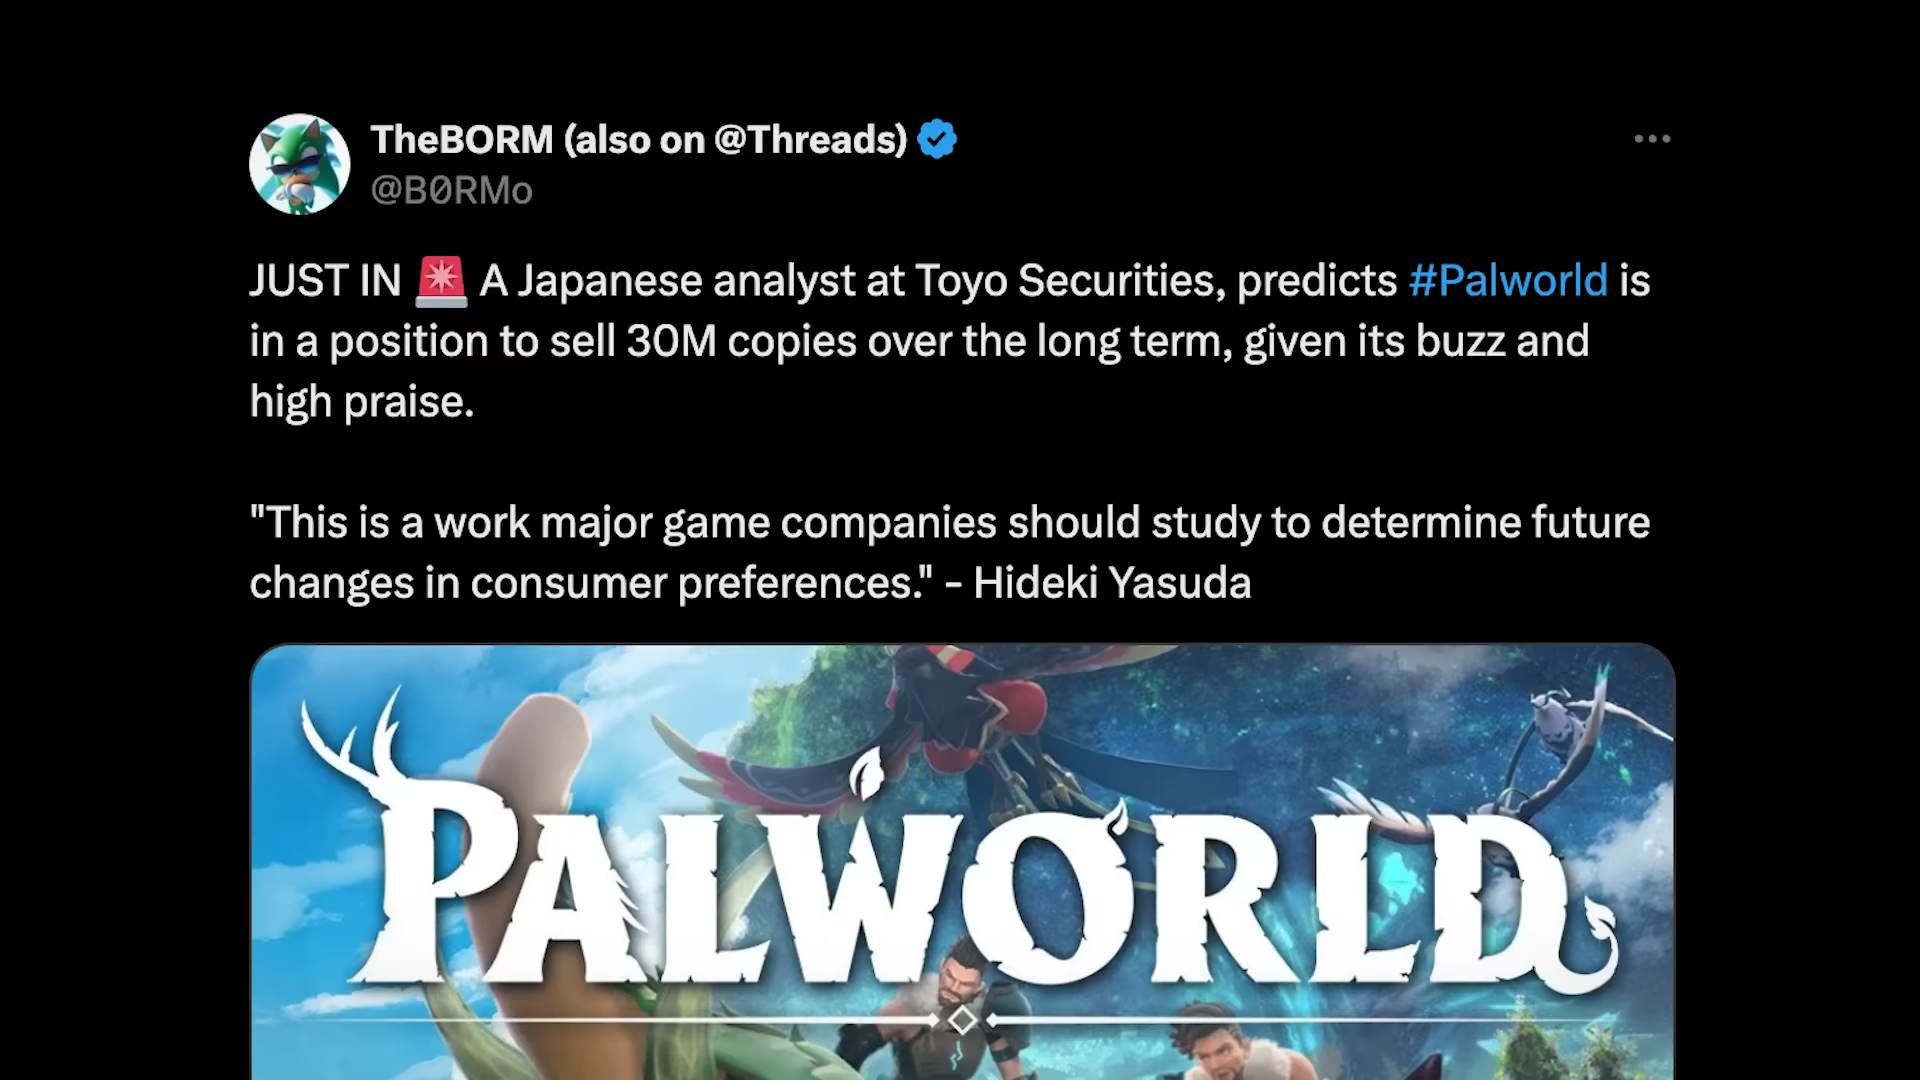 TheBORM (also on @Threads)
@B0RMo
JUST IN 🚨 A Japanese analyst at Toyo Securities, predicts #Palworld is
in a position to sell 30M copies over the long term, given its buzz and
high praise.
"This is a work major game companies should study to determine future
changes in consumer preferences." - Hideki Yasuda
PALWORLD